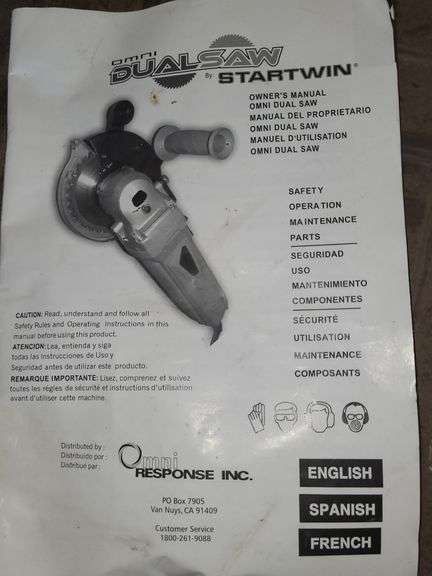 OMNI
DUALSAW
By: STARTWIN®
OWNER'S MANUAL
OMNI DUAL SAW
MANUAL DEL PROPRIETARIO
OMNI DUAL SAW
MANUEL D'UTILISATION
OMNI DUAL SAW
SAFETY
OPERATION
MAINTENANCE
PARTS
SEGURIDAD
USO
MANTENIMIENTO
COMPONENTES
SÉCURITÉ
UTILISATION
MAINTENANCE
COMPOSANTS
CAUTION: Read, understand and follow all
Safety Rules and Operating Instructions in this
manual before using this product.
ATENCION: Lea, entienda y siga
todas las Instrucciones de Uso y
Seguridad antes de utilizar este producto.
REMARQUE IMPORTANTE: Lisez, comprenez et suivez
toutes les règles de sécurité et instructions d'utilisation
avant d'utiliser cette machine.
Distributed by :
Distribuido por :
Distribué par :
Omni
RESPONSE INC.
PO Box 7905
Van Nuys, CA 91409
Customer Service
1800-261-9088
ENGLISH
SPANISH
FRENCH